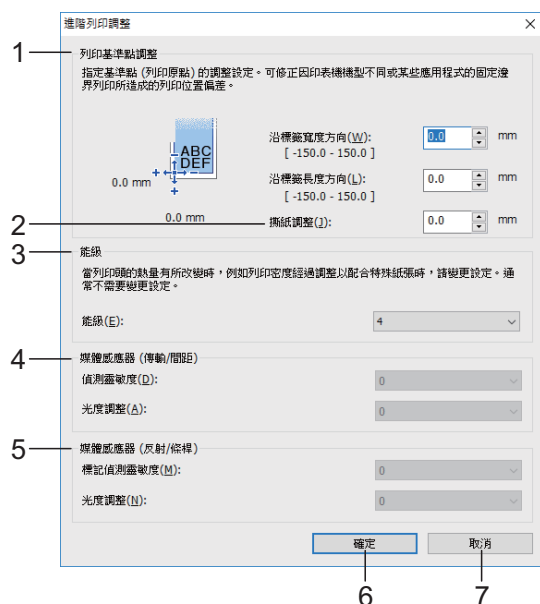 進階列印調整
1
列印基準點調整
指定基準點 (列印原點) 的調整設定。可修正因印表機機型不同或某些應用程式的固定邊
界列印所造成的列印位置偏差。
ABC
DEF
0.0 mm
0.0 mm
沿標籤寬度方向(W):
0.0
mm
[ -150.0 - 150.0 ]
沿標籤長度方向(L):
0.0
mm
[ -150.0 - 150.0 ]
2
撕紙調整(J):
0.0
mm
3
能級
當列印頭的熱量有所改變時，例如列印密度經過調整以配合特殊紙張時，請變更設定。通
常不需要變更設定。
能級(E):
4
4
媒體感應器 (傳輸/間距)
偵測靈敏度(D):
0
光度調整(A):
0
5
媒體感應器 (反射/條桿)
標記偵測靈敏度(M):
0
光度調整(N):
0
確定
取消
6
7